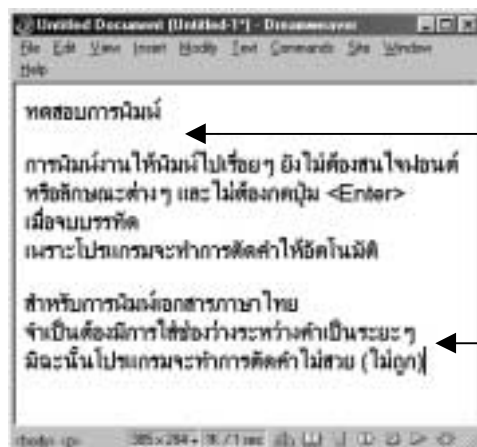 Untitled Document (Untitled-1*) - Dreamweaver
File Edit View Insert Modify Text Commands Site Window
Help
ทดสอบการพิมพ์
การพิมพ์งานให้พิมพ์ไปเรื่อยๆ ยังไม่ต้องสนใจฟอนต์
หรือลักษณะต่างๆ และไม่ต้องกดปุ่ม <Enter>
เมื่อจบบรรทัด
เพราะโปรแกรมจะทำการตัดคำให้อัตโนมัติ
สำหรับการพิมพ์เอกสารภาษาไทย
จำเป็นต้องมีการใส่ช่องว่างระหว่างคำเป็นระยะๆ
มิฉะนั้นโปรแกรมจะทำการตัดคำไม่สวย (ไม่ถูก)
<body> <p> 385 x 284 1K / 1 sec